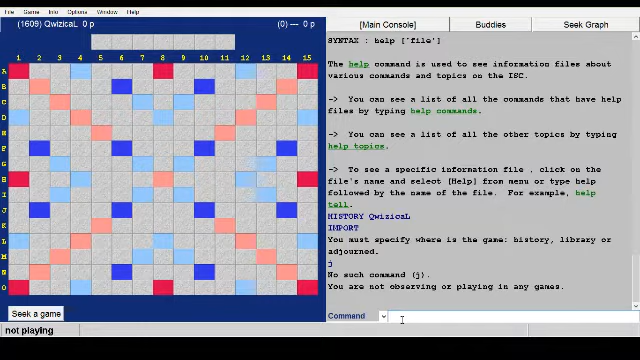 File Game Info Options Windows Help
(1609) QwizicaL 0 p (0) --- 0 p
[Main Console] Buddies Seek Graph
1 2 3 4 5 6 7 8 9 10 11 12 13 14 15
A
B
C
D
E
F
G
H
I
J
K
L
M
N
O
SYNTAX : help ['file']
The help command is used to see information files about
various commands and topics on the ISC.
-> You can see a list of all the commands that have help
files by typing help commands.
-> You can see a list of all the other topics by typing
help topics.
-> To see a specific information file , click on the
file's name and select [Help] from menu or type help
followed by the name of the file. For example, help
tell.
HISTORY QwizicaL
IMPORT
You must specify where is the game: history, library or
adjourned.
j
No such command (j).
You are not observing or playing in any games.
Seek a game
Command
not playing